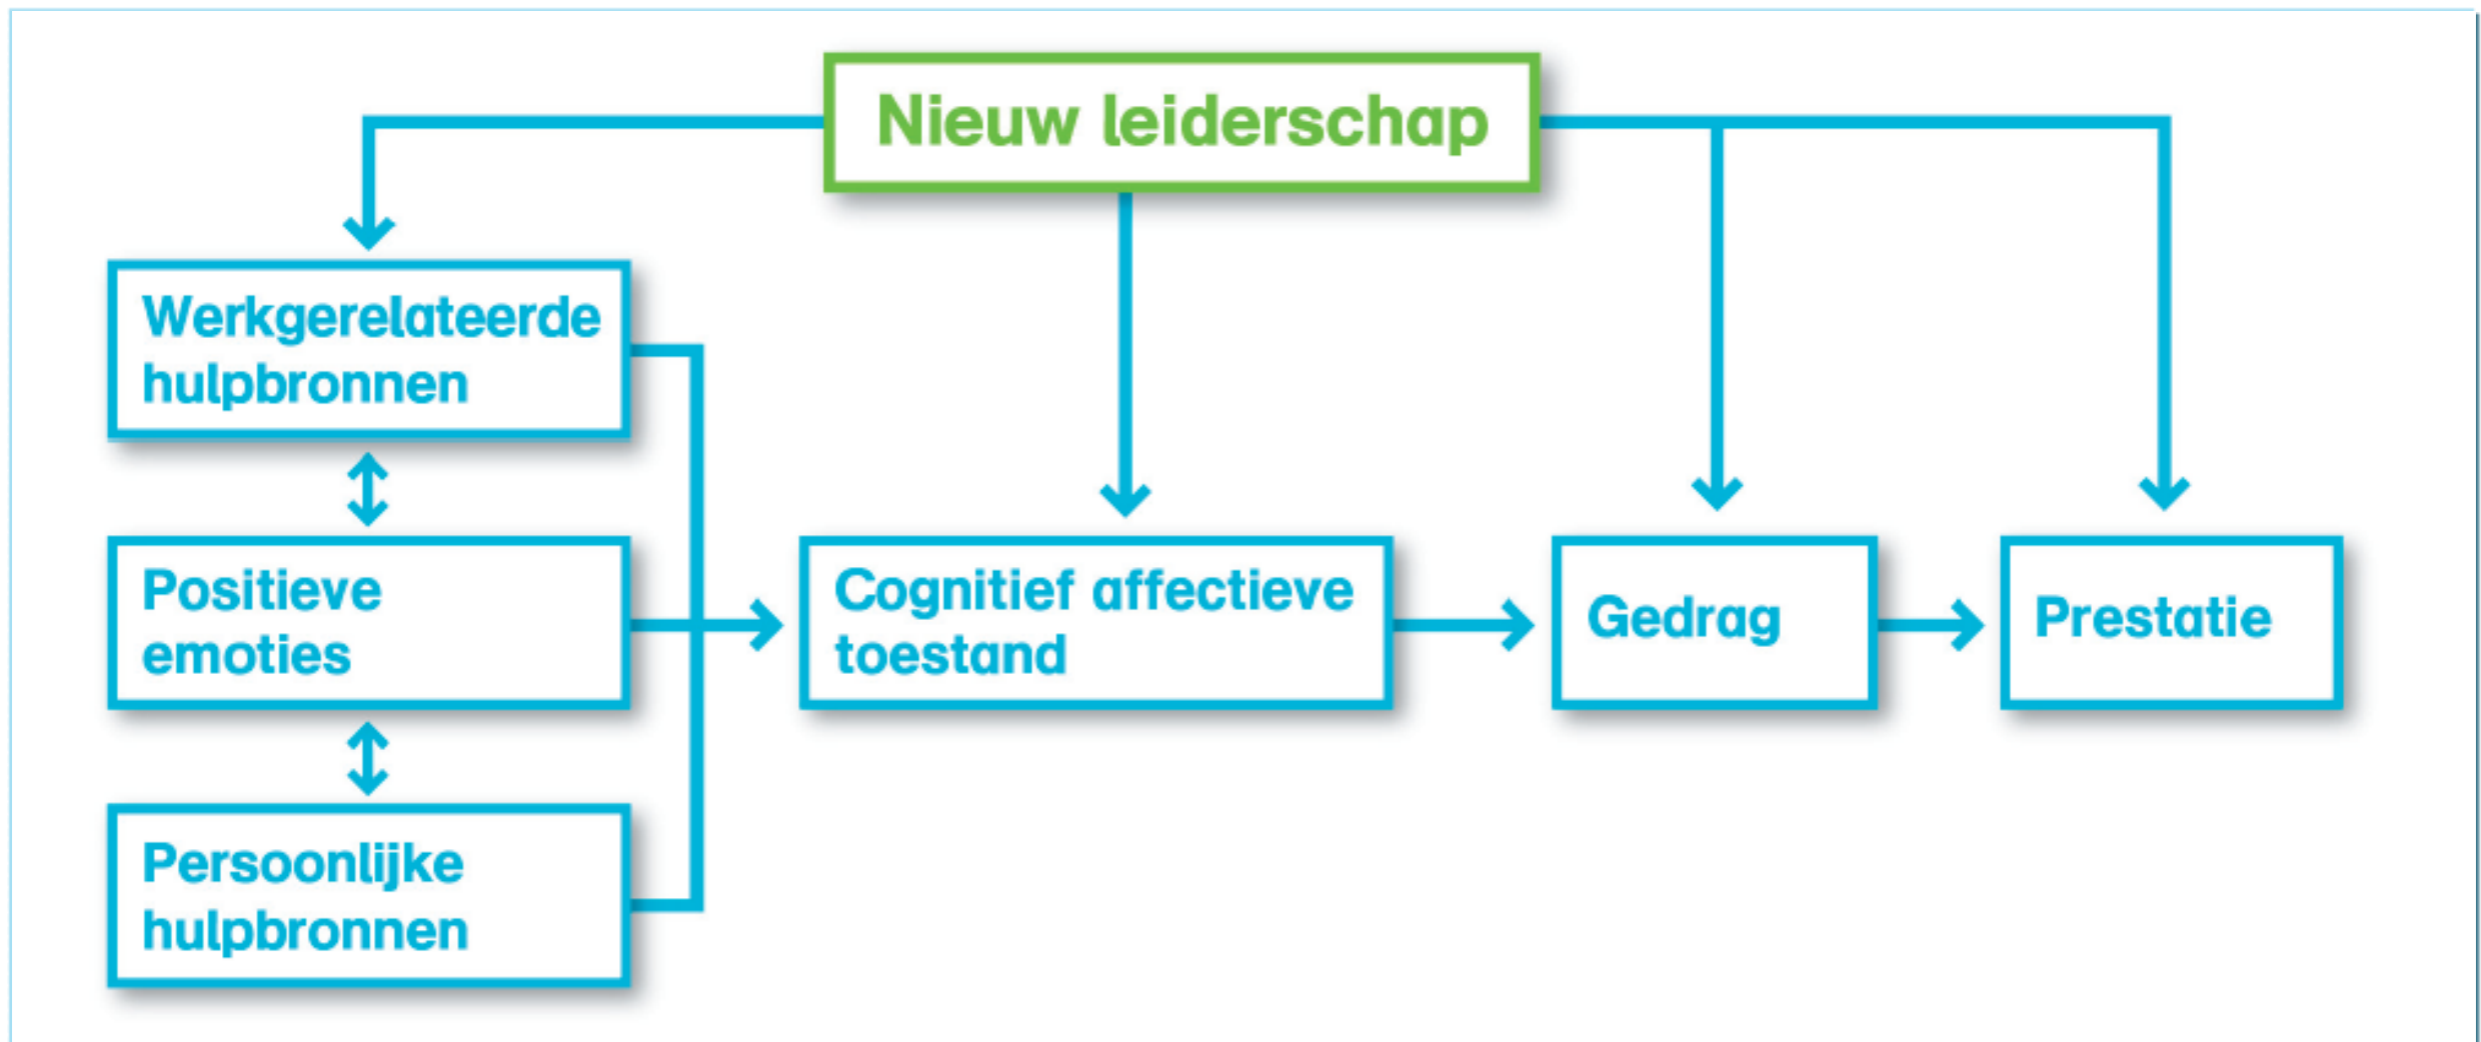 Nieuw leiderschap
Werkgerelateerde
hulpbronnen
Positieve
emoties
Cognitief affectieve
toestand
Gedrag
Prestatie
Persoonlijke
hulpbronnen